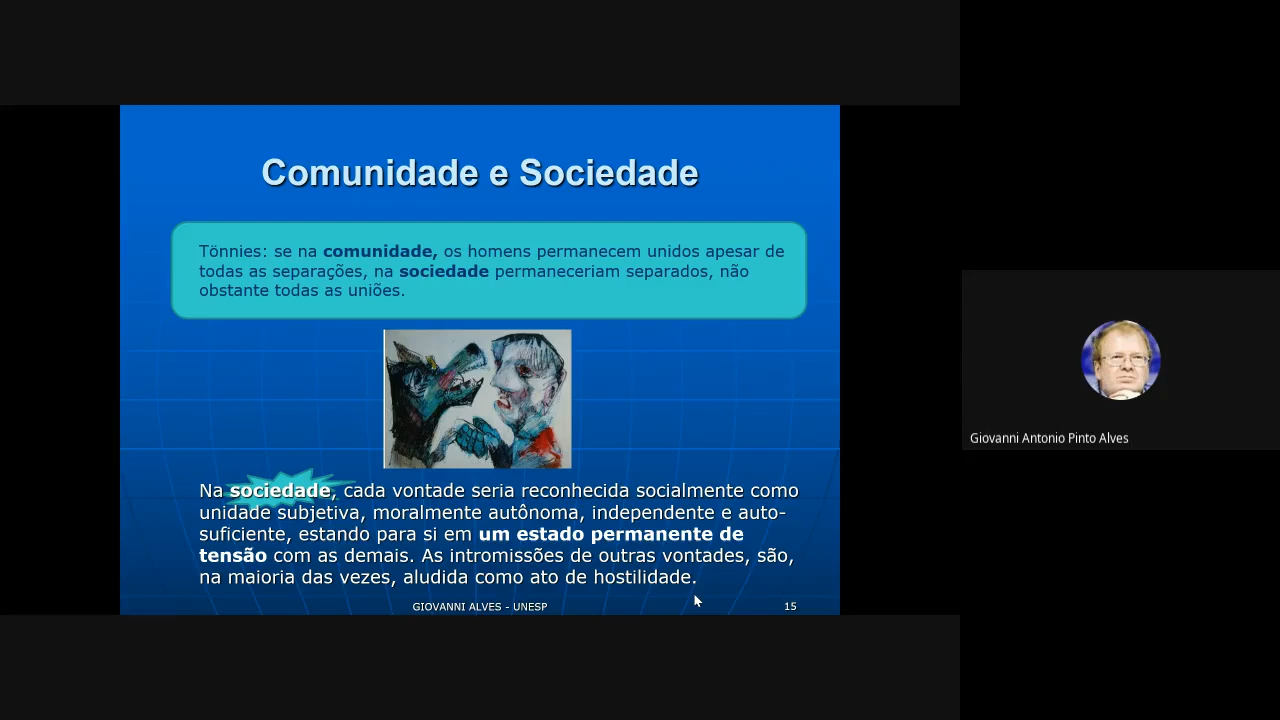 Comunidade e Sociedade
Tönnies: se na comunidade, os homens permanecem unidos apesar de
todas as separações, na sociedade permaneceriam separados, não
obstante todas as uniões.
Na sociedade, cada vontade seria reconhecida socialmente como
unidade subjetiva, moralmente autônoma, independente e auto-
suficiente, estando para si em um estado permanente de
tensão com as demais. As intromissões de outras vontades, são,
na maioria das vezes, aludida como ato de hostilidade.
GIOVANNI ALVES - UNESP
15
Giovanni Antonio Pinto Alves